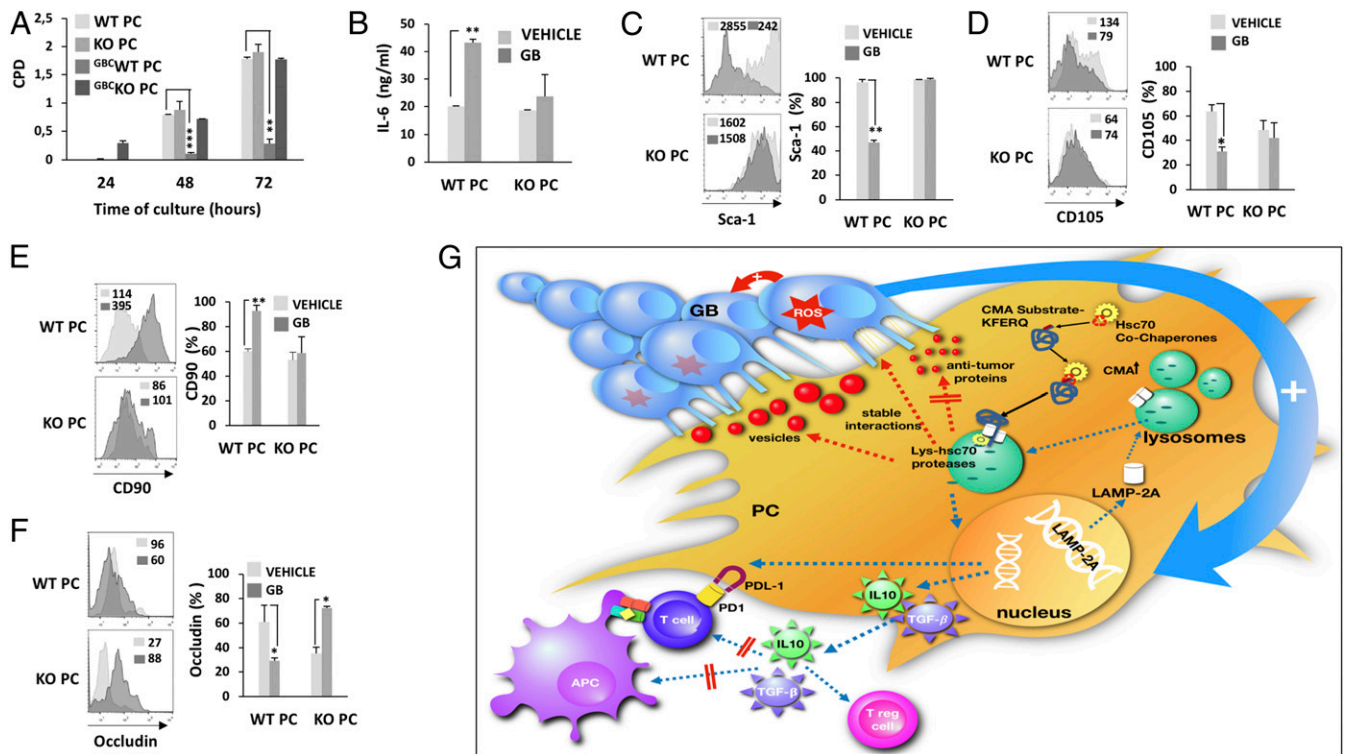 A
WT PC
KO PC
GBCWT PC
GBCKO PC
CPD
2
1.5
1
0,5
0
***
**
24 48 72
Time of culture (hours)
B
VEHICLE
GB
IL-6 (ng/ml)
50
40
30
20
10
0
**
WT PC KO PC
C
WT PC
2855 242
KO PC
1602
1508
Sca-1
VEHICLE
GB
Sca-1 (%)
100
80
60
40
20
0
**
WT PC KO PC
D
WT PC
134
79
KO PC
64
74
CD105
VEHICLE
GB
CD105 (%)
100
80
60
40
20
0
*
WT PC KO PC
E
WT PC
114
395
KO PC
86
101
CD90
VEHICLE
GB
CD90 (%)
100
80
60
40
20
0
**
WT PC KO PC
F
WT PC
96
60
KO PC
27
88
Occludin
VEHICLE
GB
Occludin (%)
100
80
60
40
20
0
*
*
WT PC KO PC
G
+
GB
ROS
CMA Substrate-
KFERQ
Hsc70
Co-Chaperones
anti-tumor
proteins
CMA
+
stable
interactions
vesicles
lysosomes
Lys-hsc70
proteases
LAMP-2A
PC
LAMP-2A
PDL-1
PD1
IL10
nucleus
T cell
TGF-β
IL10
APC
TGF-β
T reg
cell